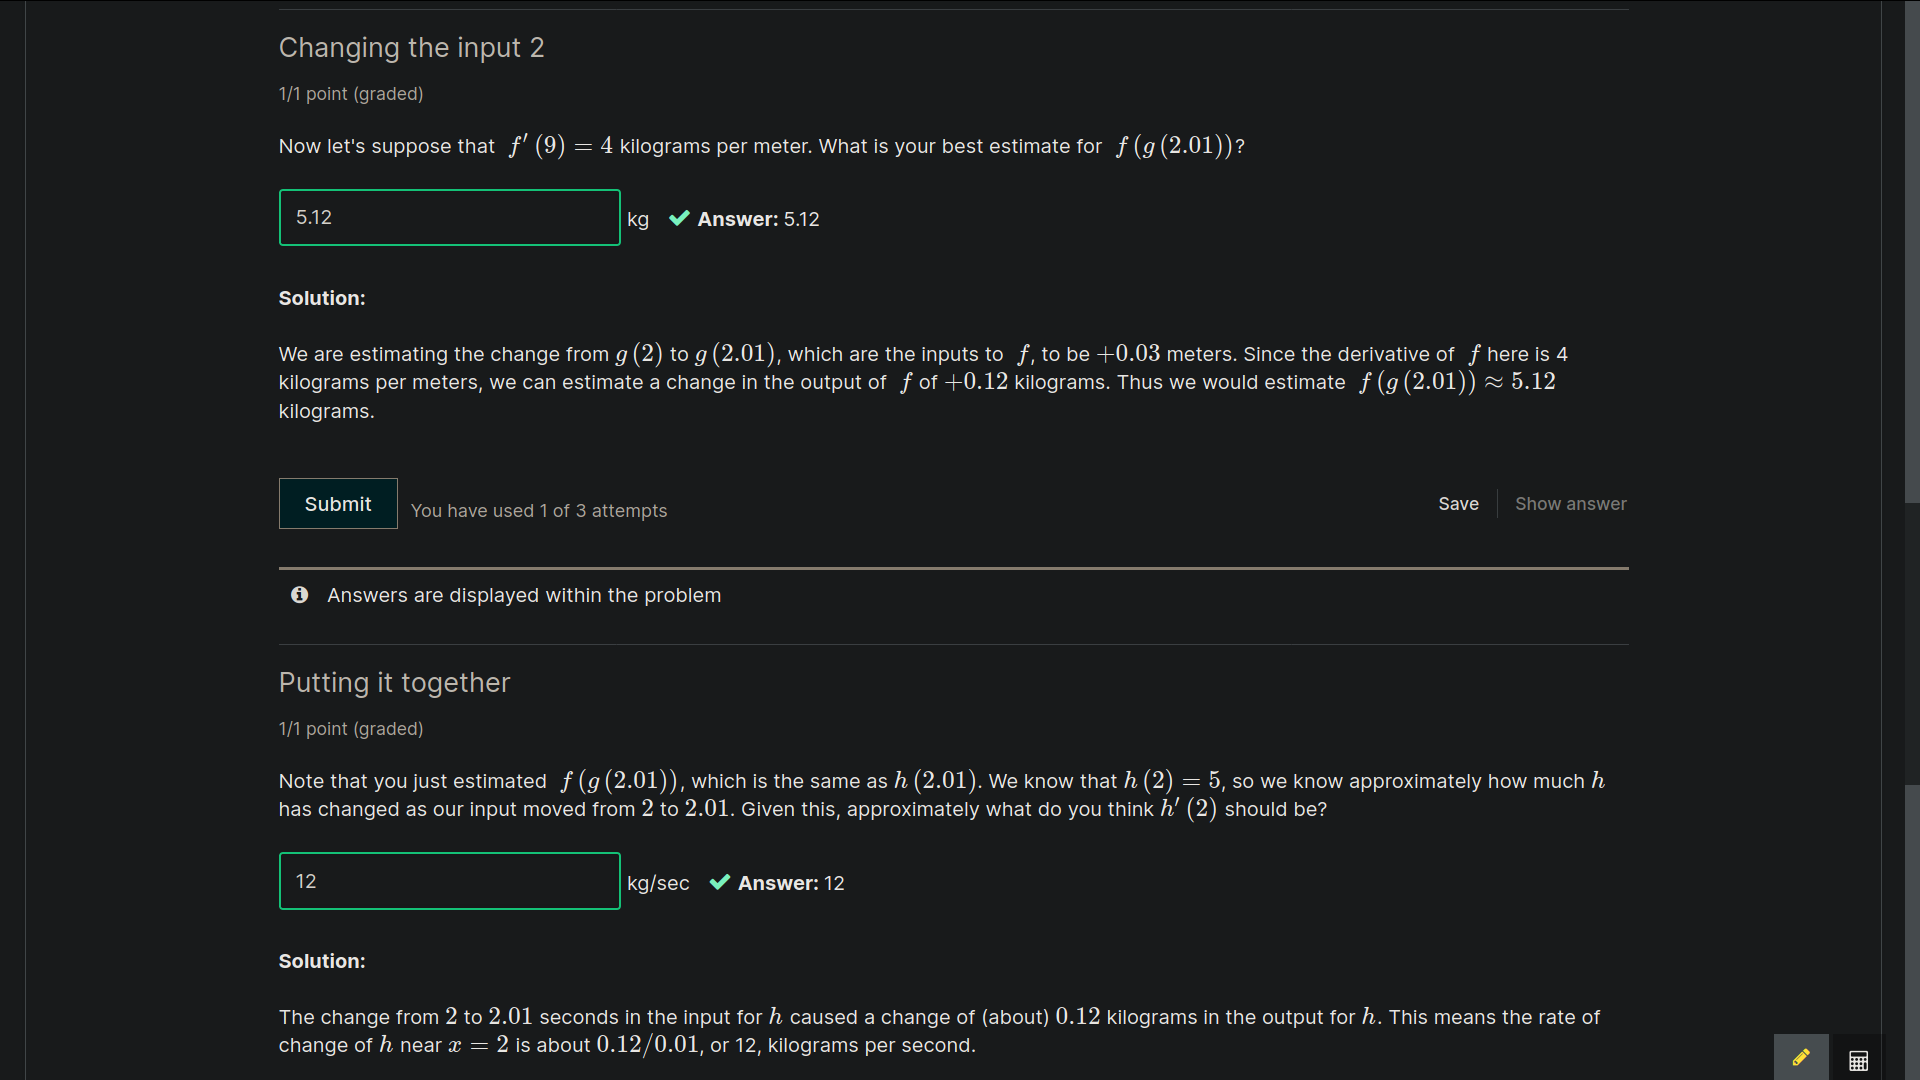 Changing the input 2
1/1 point (graded)
Now let's suppose that f′(9) = 4 kilograms per meter. What is your best estimate for f(g(2.01))?
5.12 kg ✔ Answer: 5.12
Solution:
We are estimating the change from g(2) to g(2.01), which are the inputs to f, to be +0.03 meters. Since the derivative of f here is 4
kilograms per meters, we can estimate a change in the output of f of +0.12 kilograms. Thus we would estimate f(g(2.01)) ≈ 5.12
kilograms.
Submit You have used 1 of 3 attempts Save Show answer
Answers are displayed within the problem
Putting it together
1/1 point (graded)
Note that you just estimated f(g(2.01)), which is the same as h(2.01). We know that h(2) = 5, so we know approximately how much h
has changed as our input moved from 2 to 2.01. Given this, approximately what do you think h′(2) should be?
12 kg/sec ✔ Answer: 12
Solution:
The change from 2 to 2.01 seconds in the input for h caused a change of (about) 0.12 kilograms in the output for h. This means the rate of
change of h near x = 2 is about 0.12/0.01, or 12, kilograms per second.